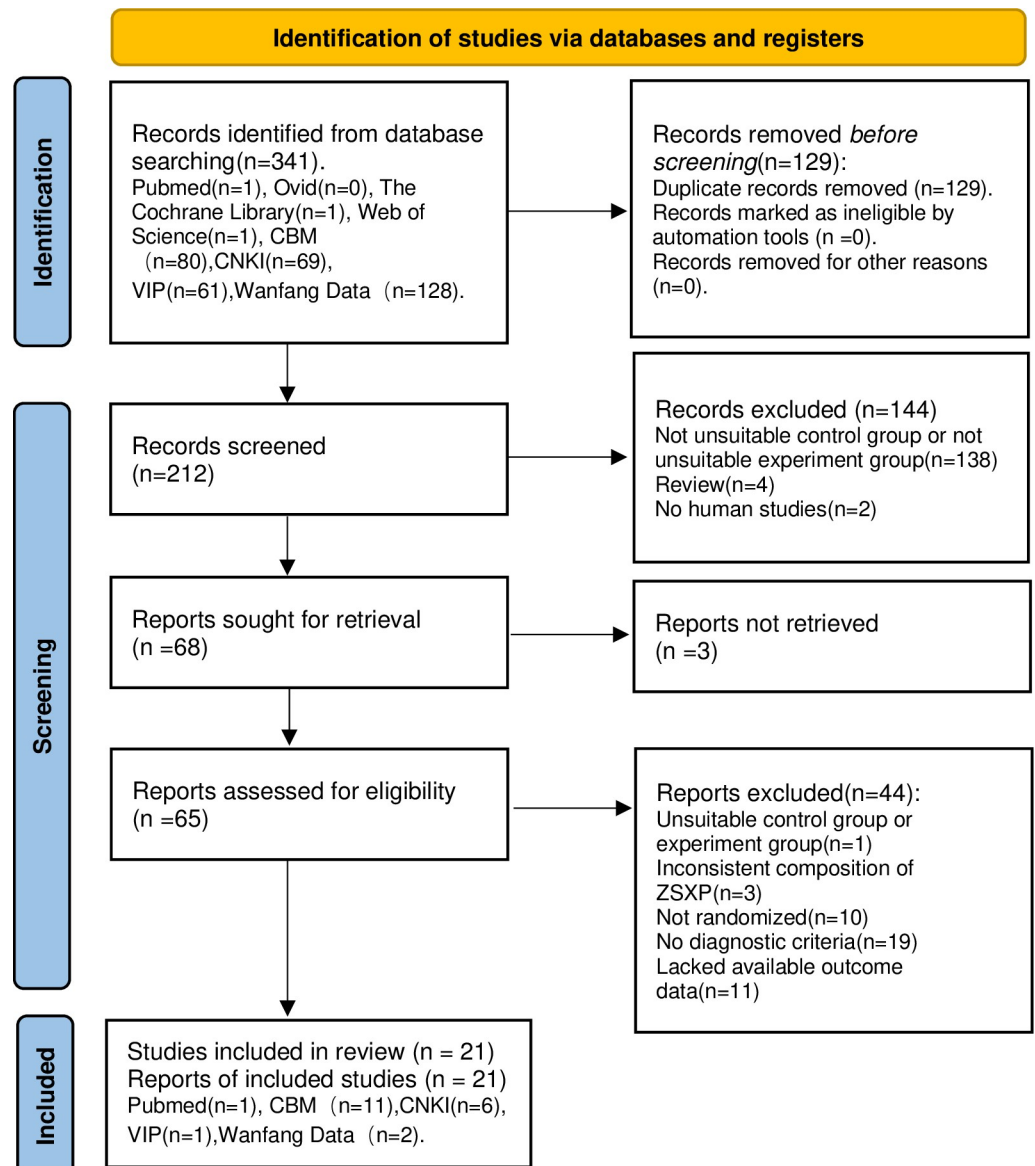 Identification of studies via databases and registers
Identification
Records identified from database
searching(n=341).
Pubmed(n=1), Ovid(n=0), The
Cochrane Library(n=1), Web of
Science(n=1), CBM
（n=80),CNKI(n=69),
VIP(n=61),Wanfang Data（n=128).
Records removed before
screening(n=129):
Duplicate records removed (n=129).
Records marked as ineligible by
automation tools (n =0).
Records removed for other reasons
(n=0).
Screening
Records screened
(n=212)
Records excluded (n=144)
Not unsuitable control group or not
unsuitable experiment group(n=138)
Review(n=4)
No human studies(n=2)
Reports sought for retrieval
(n =68)
Reports not retrieved
(n =3)
Reports assessed for eligibility
(n =65)
Reports excluded(n=44):
Unsuitable control group or
experiment group(n=1)
Inconsistent composition of
ZSXP(n=3)
Not randomized(n=10)
No diagnostic criteria(n=19)
Lacked available outcome
data(n=11)
Included
Studies included in review (n = 21)
Reports of included studies (n = 21)
Pubmed(n=1), CBM（n=11),CNKI(n=6),
VIP(n=1),Wanfang Data（n=2).